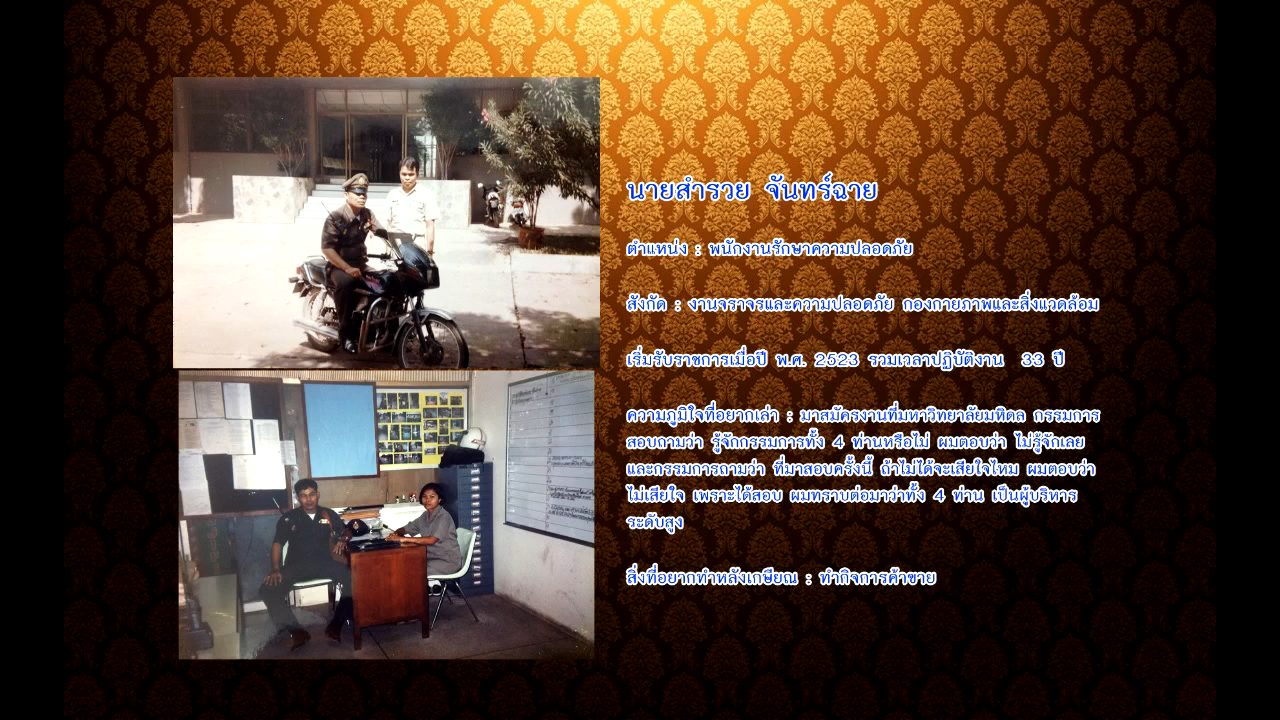 นายสำรวย จันทร์ฉาย
ตำแหน่ง : พนักงานรักษาความปลอดภัย
สังกัด : งานจราจรและความปลอดภัย กองกายภาพและสิ่งแวดล้อม
เริ่มรับราชการเมื่อปี พ.ศ. 2523 รวมเวลาปฏิบัติงาน 33 ปี
ความภูมิใจที่อยากเล่า : มาสมัครงานที่มหาวิทยาลัยมหิดล กรรมการ
สอบถามว่า รู้จักกรรมการทั้ง 4 ท่านหรือไม่ ผมตอบว่า ไม่รู้จักเลย
และกรรมการถามว่า ที่มาสอบครั้งนี้ ถ้าไม่ได้จะเสียใจไหม ผมตอบว่า
ไม่เสียใจ เพราะได้สอบ ผมทราบต่อมาว่าทั้ง 4 ท่าน เป็นผู้บริหาร
ระดับสูง
สิ่งที่อยากทำหลังเกษียณ : ทำกิจการค้าขาย